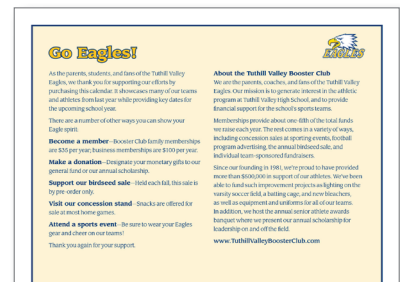 Go Eagles!
EAGLES
As the parents, students, and fans of the Tuthill Valley
Eagles, we thank you for supporting our efforts by
purchasing this calendar. It showcases many of our teams
and athletes from last year while providing key dates for
the upcoming school year.
There are a number of other ways you can show your
Eagle spirit:
Become a member—Booster Club family memberships
are $35 per year; business memberships are $100 per year.
Make a donation—Designate your monetary gifts to our
general fund or our annual scholarship.
Support our birdseed sale—Held each fall, this sale is
by pre-order only.
Visit our concession stand—Snacks are offered for
sale at most home games.
Attend a sports event—Be sure to wear your Eagles
gear and cheer on our teams!
Thank you again for your support.
About the Tuthill Valley Booster Club
We are the parents, coaches, and fans of the Tuthill Valley
Eagles. Our mission is to generate interest in the athletic
program at Tuthill Valley High School, and to provide
financial support for the school's sports teams.
Memberships provide about one-fifth of the total funds
we raise each year. The rest comes in a variety of ways,
including concession sales at sporting events, football
program advertising, the annual birdseed sale, and
individual team-sponsored fundraisers.
Since our founding in 1981, we're proud to have provided
more than $500,000 in support of our athletes. We've been
able to fund such improvement projects as lighting on the
varsity soccer field, a batting cage, and new bleachers,
as well as equipment and uniforms for all of our teams.
In addition, we host the annual senior athlete awards
banquet where we present our annual scholarship for
leadership on and off the field.
www.TuthillValleyBoosterClub.com